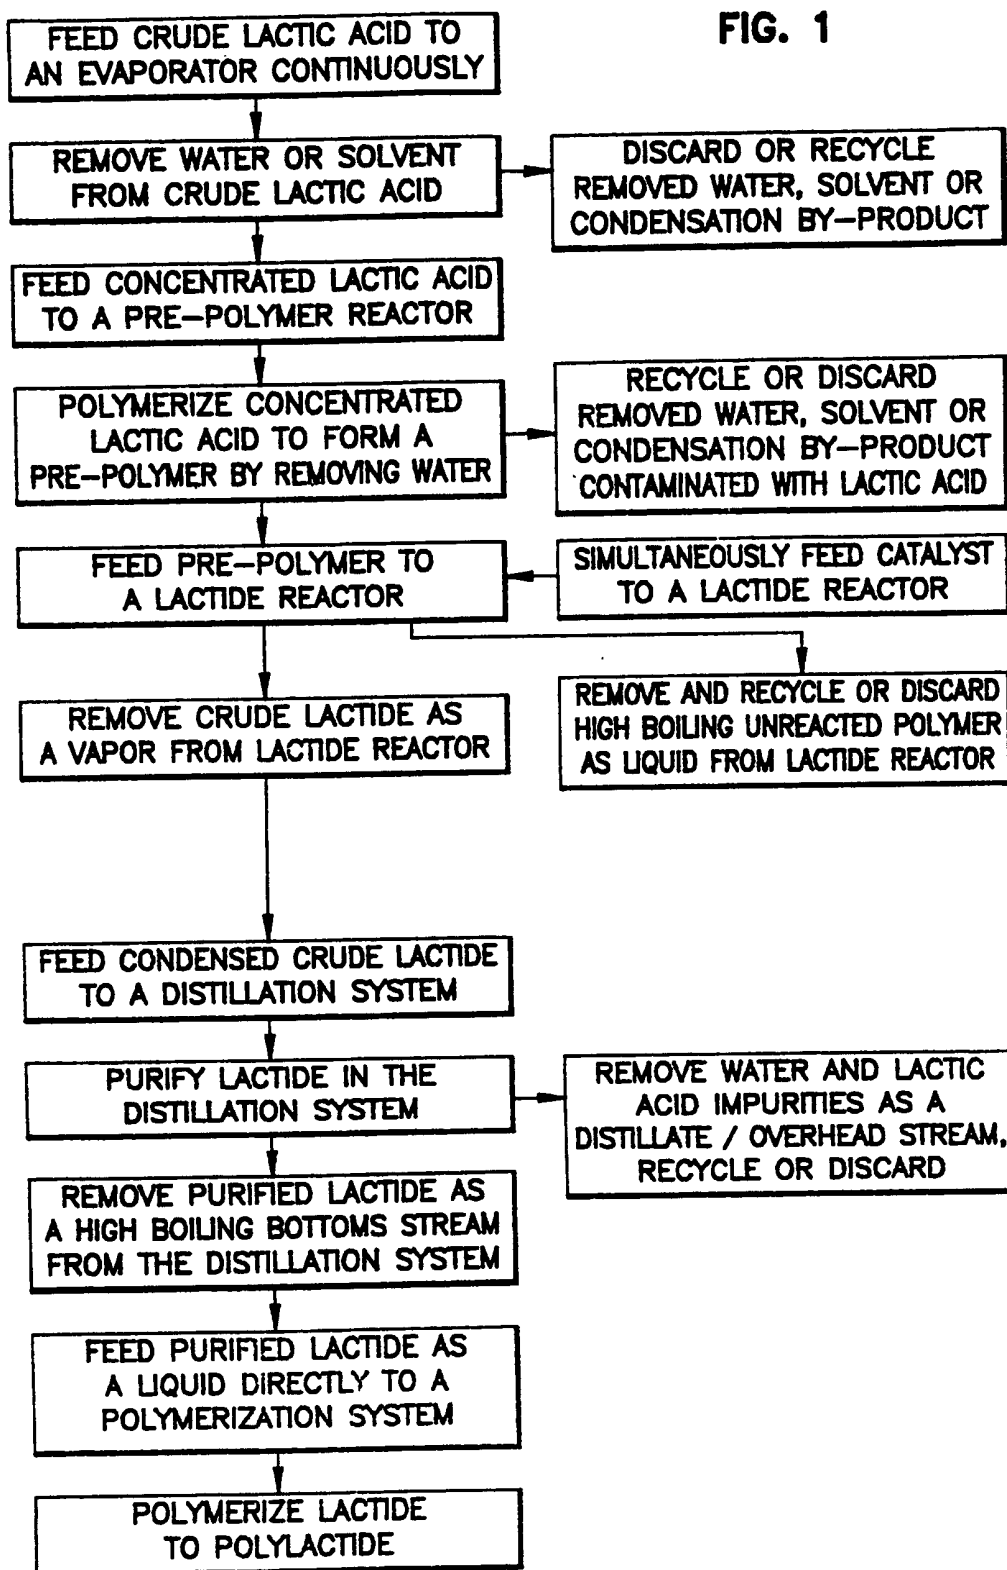 FIG. 1
FEED CRUDE LACTIC ACID TO
AN EVAPORATOR CONTINUOUSLY
REMOVE WATER OR SOLVENT
FROM CRUDE LACTIC ACID
DISCARD OR RECYCLE
REMOVED WATER, SOLVENT OR
CONDENSATION BY-PRODUCT
FEED CONCENTRATED LACTIC ACID
TO A PRE-POLYMER REACTOR
POLYMERIZE CONCENTRATED
LACTIC ACID TO FORM A
PRE-POLYMER BY REMOVING WATER
RECYCLE OR DISCARD
REMOVED WATER, SOLVENT OR
CONDENSATION BY-PRODUCT
CONTAMINATED WITH LACTIC ACID
FEED PRE-POLYMER TO
A LACTIDE REACTOR
SIMULTANEOUSLY FEED CATALYST
TO A LACTIDE REACTOR
REMOVE CRUDE LACTIDE AS
A VAPOR FROM LACTIDE REACTOR
REMOVE AND RECYCLE OR DISCARD
HIGH BOILING UNREACTED POLYMER
AS LIQUID FROM LACTIDE REACTOR
FEED CONDENSED CRUDE LACTIDE
TO A DISTILLATION SYSTEM
PURIFY LACTIDE IN THE
DISTILLATION SYSTEM
REMOVE WATER AND LACTIC
ACID IMPURITIES AS A
DISTILLATE / OVERHEAD STREAM,
RECYCLE OR DISCARD
REMOVE PURIFIED LACTIDE AS
A HIGH BOILING BOTTOMS STREAM
FROM THE DISTILLATION SYSTEM
FEED PURIFIED LACTIDE AS
A LIQUID DIRECTLY TO A
POLYMERIZATION SYSTEM
POLYMERIZE LACTIDE
TO POLYLACTIDE